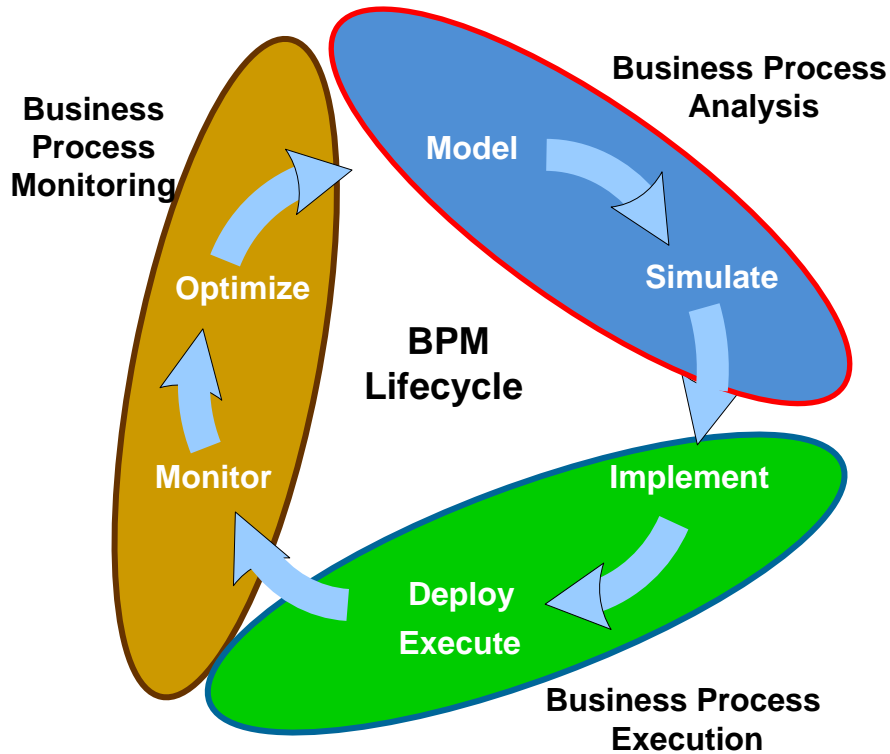 Business Process
Analysis
Business
Process
Monitoring
Model
Simulate
Optimize
BPM
Lifecycle
Monitor
Implement
Deploy
Execute
Business Process
Execution